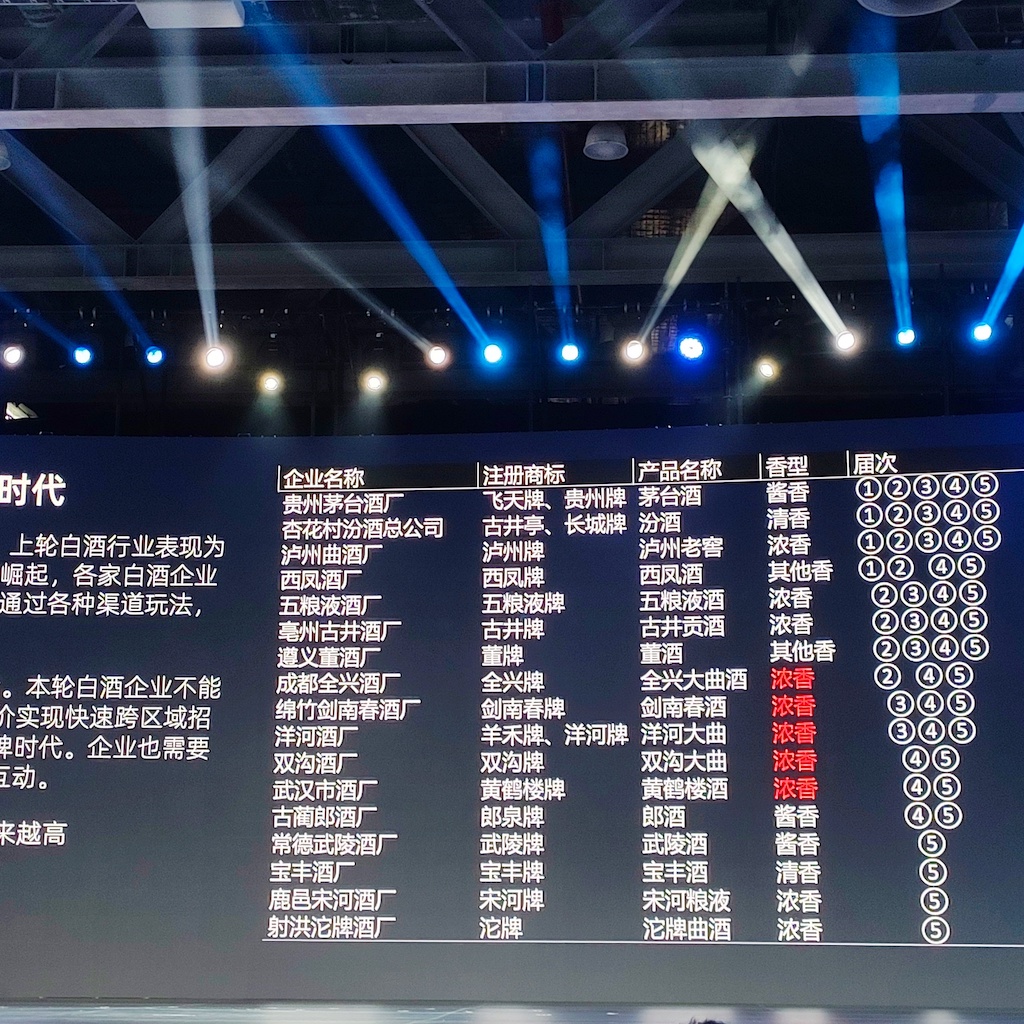 时代
上轮白酒行业表现为
崛起，各家白酒企业
通过各种渠道玩法，
。本轮白酒企业不能
价实现快速跨区域招
牌时代。企业也需要
互动。
来越高
企业名称 注册商标 产品名称 香型 届次
贵州茅台酒厂 飞天牌、贵州牌 茅台酒 酱香 ①②③④⑤
杏花村汾酒总公司 古井亭、长城牌 汾酒 清香 ①②③④⑤
泸州曲酒厂 泸州牌 泸州老窖 浓香 ①②③④⑤
西凤酒厂 西凤牌 西凤酒 其他香 ①② ④⑤
五粮液酒厂 五粮液牌 五粮液酒 浓香 ②③④⑤
亳州古井酒厂 古井牌 古井贡酒 浓香 ②③④⑤
遵义董酒厂 董牌 董酒 其他香 ②③④⑤
成都全兴酒厂 全兴牌 全兴大曲酒 浓香 ② ④⑤
绵竹剑南春酒厂 剑南春牌 剑南春酒 浓香 ③④⑤
洋河酒厂 羊禾牌、洋河牌 洋河大曲 浓香 ③④⑤
双沟酒厂 双沟牌 双沟大曲 浓香 ④⑤
武汉市酒厂 黄鹤楼牌 黄鹤楼酒 浓香 ④⑤
古蔺郎酒厂 郎泉牌 郎酒 酱香 ④⑤
常德武陵酒厂 武陵牌 武陵酒 酱香 ⑤
宝丰酒厂 宝丰牌 宝丰酒 清香 ⑤
鹿邑宋河酒厂 宋河牌 宋河粮液 浓香 ⑤
射洪沱牌酒厂 沱牌 沱牌曲酒 浓香 ⑤